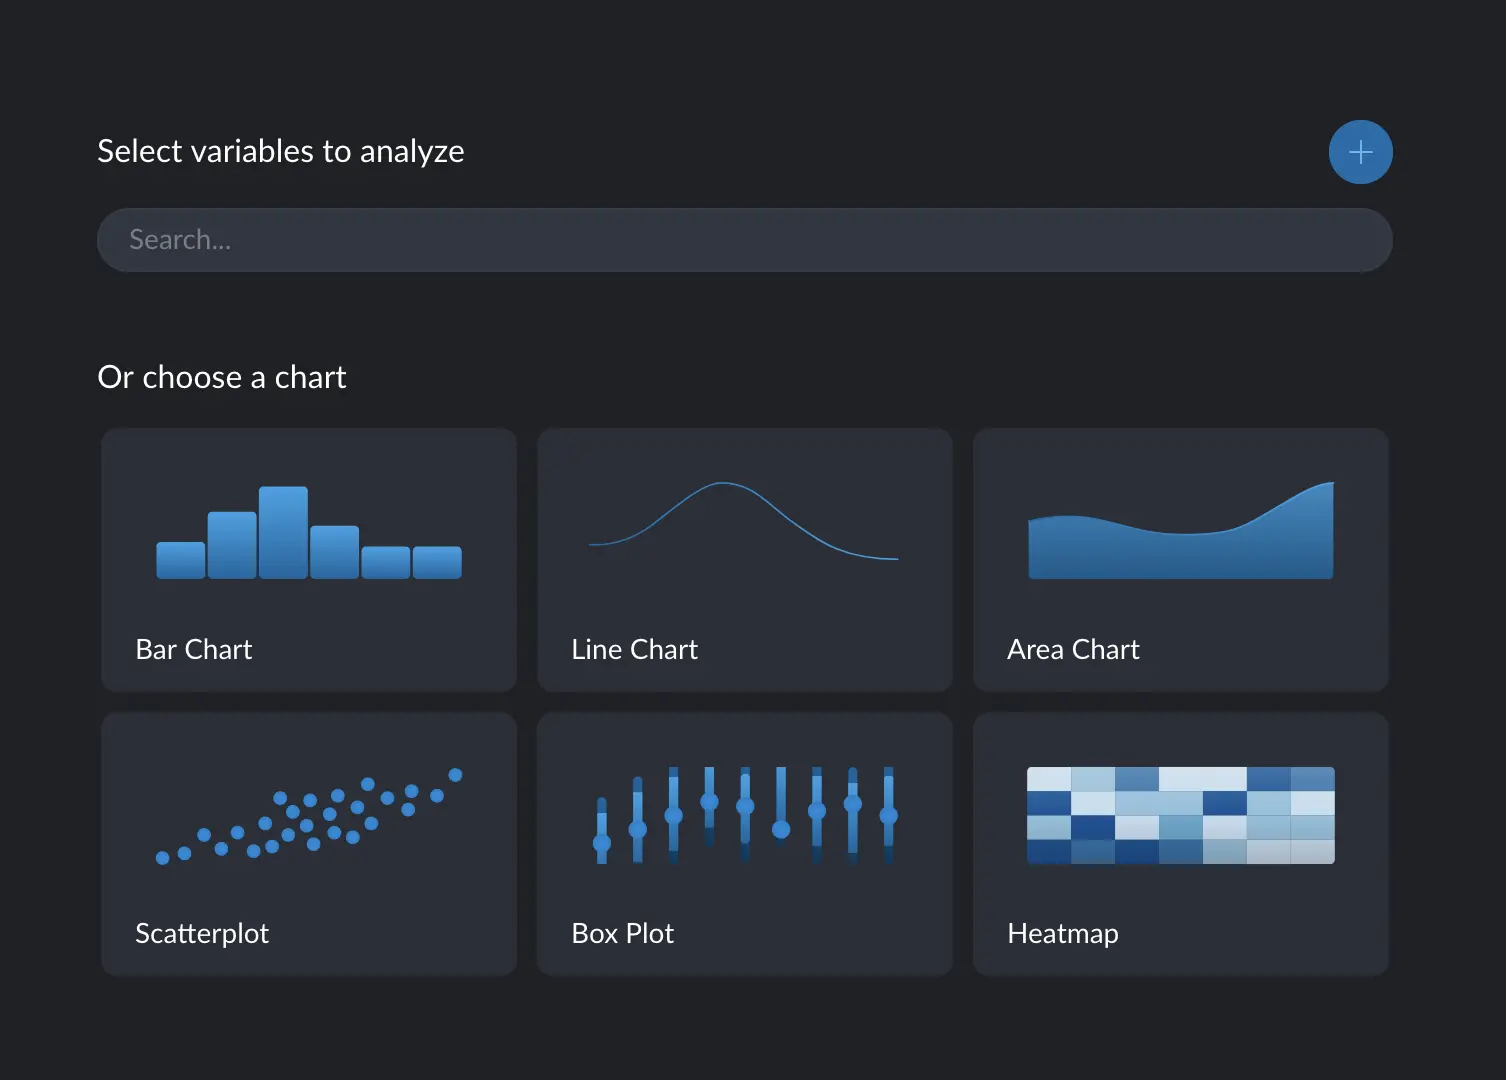 Select variables to analyze
Search...
Or choose a chart
Bar Chart
Line Chart
Area Chart
Scatterplot
Box Plot
Heatmap